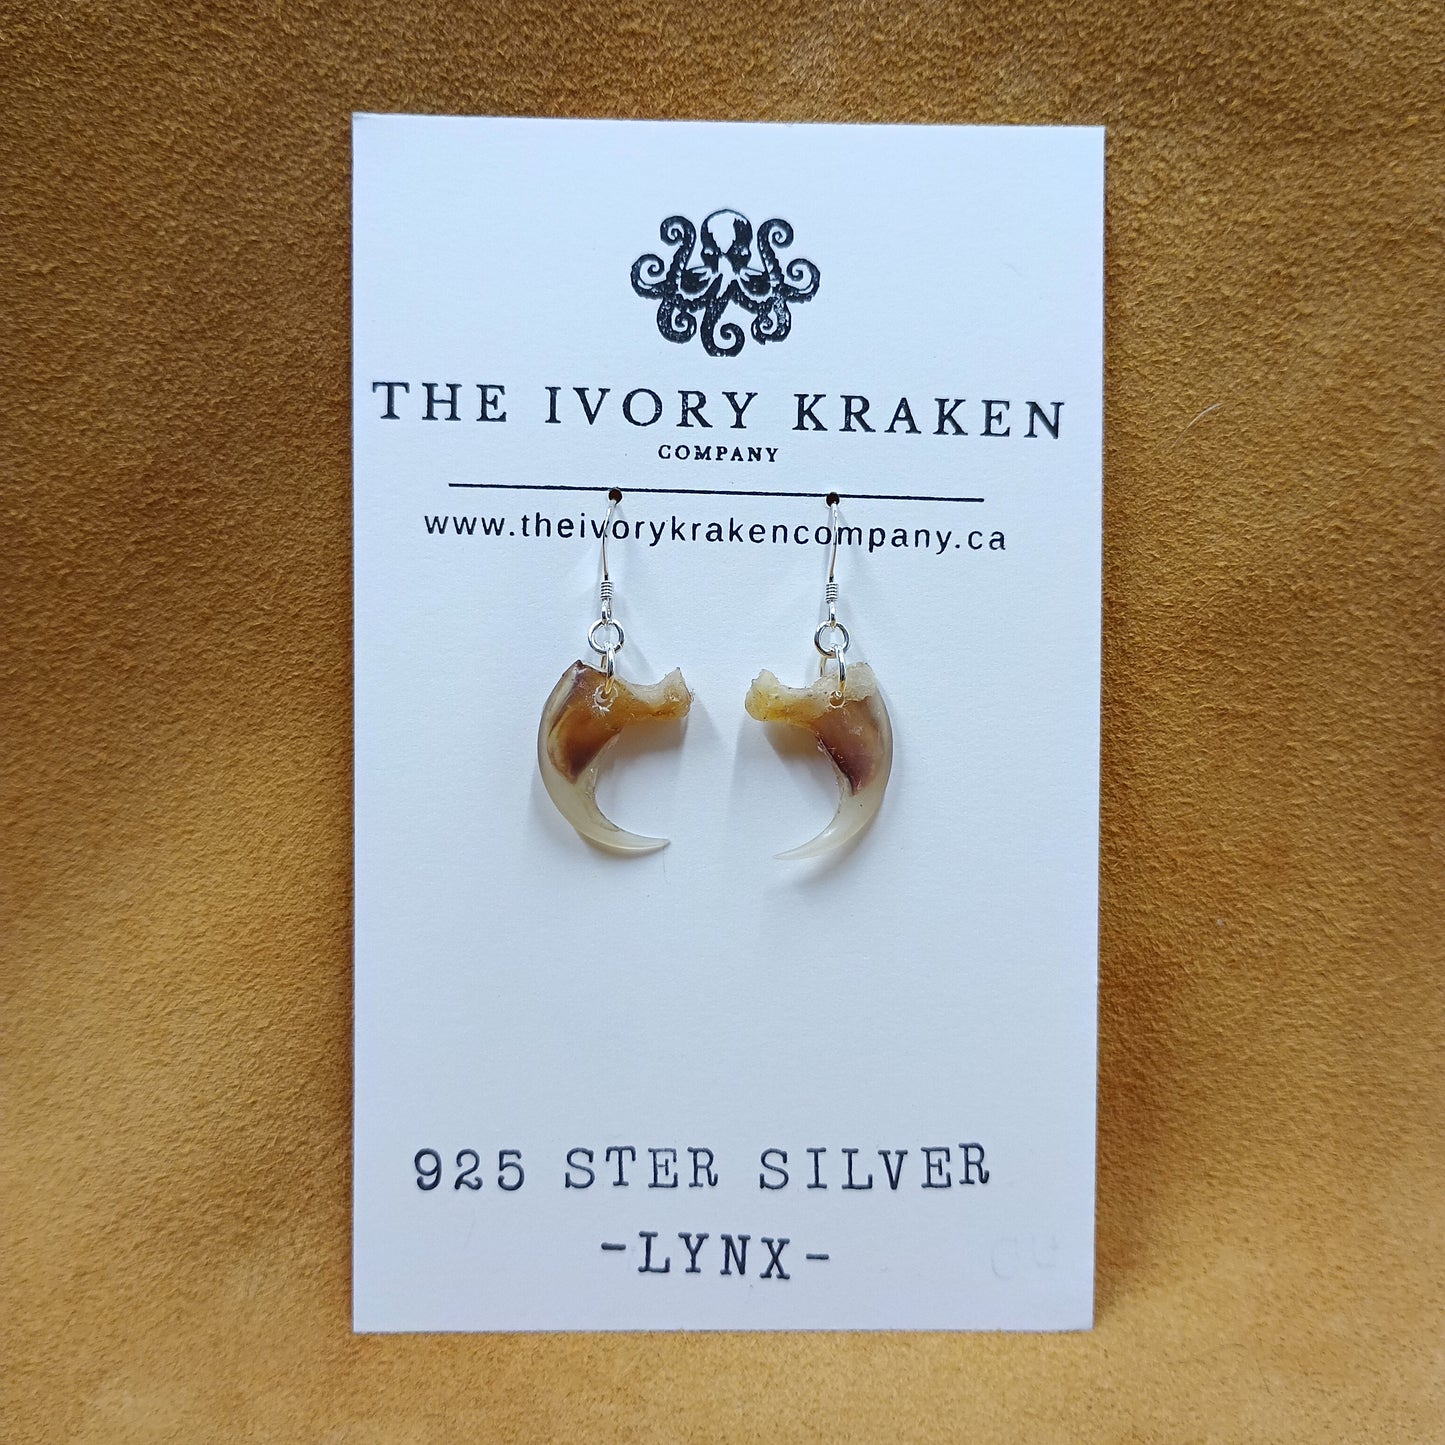 THE IVORY KRAKEN
COMPANY
www.theivorykrakencompany.ca
925 STER SILVER
-LYNX-